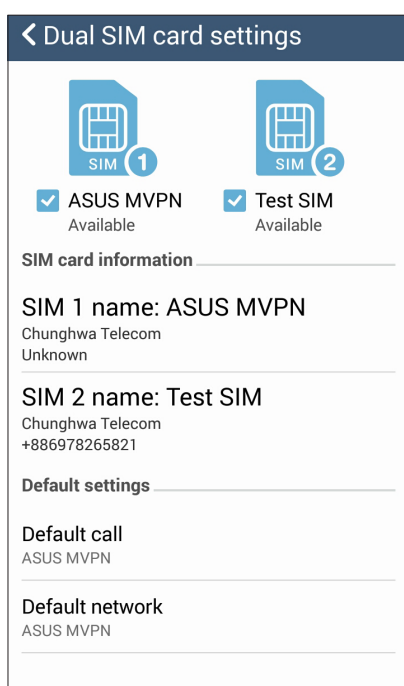 Dual SIM card settings
SIM 1
SIM 2
ASUS MVPN
Available
Test SIM
Available
SIM card information
SIM 1 name: ASUS MVPN
Chunghwa Telecom
Unknown
SIM 2 name: Test SIM
Chunghwa Telecom
+886978265821
Default settings
Default call
ASUS MVPN
Default network
ASUS MVPN